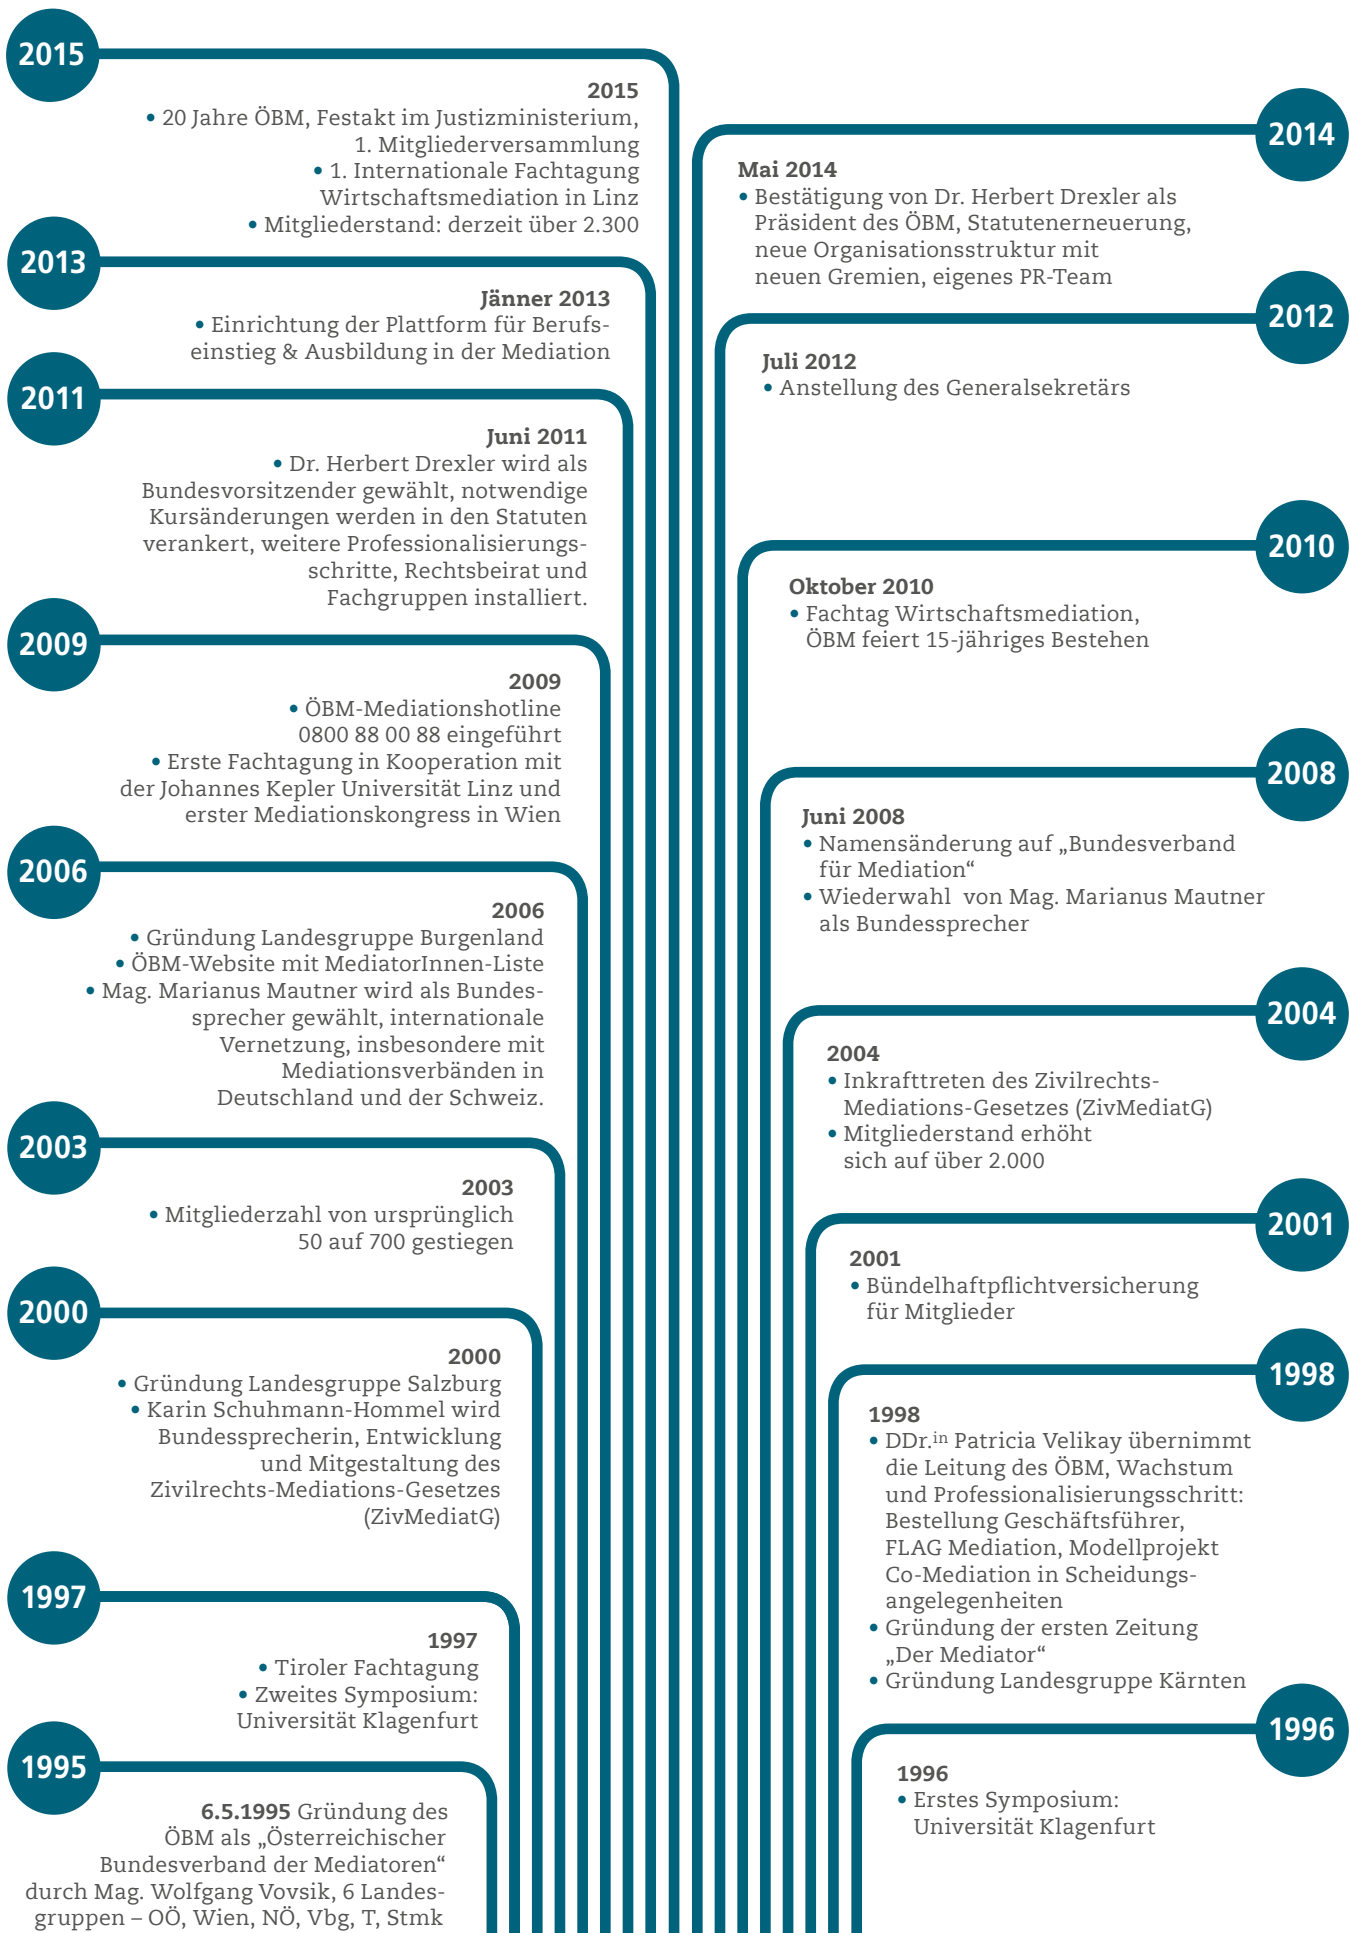 2015
2015
• 20 Jahre ÖBM, Festakt im Justizministerium,
1. Mitgliederversammlung
• 1. Internationale Fachtagung
Wirtschaftsmediation in Linz
• Mitgliederstand: derzeit über 2.300
2014
Mai 2014
• Bestätigung von Dr. Herbert Drexler als
Präsident des ÖBM, Statutenerneuerung,
neue Organisationsstruktur mit
neuen Gremien, eigenes PR-Team
2013
Jänner 2013
• Einrichtung der Plattform für Berufs-
einstieg & Ausbildung in der Mediation
2012
Juli 2012
• Anstellung des Generalsekretärs
2011
Juni 2011
• Dr. Herbert Drexler wird als
Bundesvorsitzender gewählt, notwendige
Kursänderungen werden in den Statuten
verankert, weitere Professionalisierungs-
schritte, Rechtsbeirat und
Fachgruppen installiert.
2010
Oktober 2010
• Fachtag Wirtschaftsmediation,
ÖBM feiert 15-jähriges Bestehen
2009
2009
• ÖBM-Mediationshotline
0800 88 00 88 eingeführt
• Erste Fachtagung in Kooperation mit
der Johannes Kepler Universität Linz und
erster Mediationskongress in Wien
2008
Juni 2008
• Namensänderung auf „Bundesverband
für Mediation“
• Wiederwahl von Mag. Marianus Mautner
als Bundessprecher
2006
2006
• Gründung Landesgruppe Burgenland
• ÖBM-Website mit MediatorInnen-Liste
• Mag. Marianus Mautner wird als Bundes-
sprecher gewählt, internationale
Vernetzung, insbesondere mit
Mediationsverbänden in
Deutschland und der Schweiz.
2004
2004
• Inkrafttreten des Zivilrechts-
Mediations-Gesetzes (ZivMediatG)
• Mitgliederstand erhöht
sich auf über 2.000
2003
2003
• Mitgliederzahl von ursprünglich
50 auf 700 gestiegen
2001
2001
• Bündelhaftpflichtversicherung
für Mitglieder
2000
2000
• Gründung Landesgruppe Salzburg
• Karin Schuhmann-Hommel wird
Bundessprecherin, Entwicklung
und Mitgestaltung des
Zivilrechts-Mediations-Gesetzes
(ZivMediatG)
1998
1998
• DDr.in Patricia Velikay übernimmt
die Leitung des ÖBM, Wachstum
und Professionalisierungsschritt:
Bestellung Geschäftsführer,
FLAG Mediation, Modellprojekt
Co-Mediation in Scheidungs-
angelegenheiten
• Gründung der ersten Zeitung
„Der Mediator“
• Gründung Landesgruppe Kärnten
1997
1997
• Tiroler Fachtagung
• Zweites Symposium:
Universität Klagenfurt
1996
1996
• Erstes Symposium:
Universität Klagenfurt
1995
6.5.1995 Gründung des
ÖBM als „Österreichischer
Bundesverband der Mediatoren“
durch Mag. Wolfgang Vovsik, 6 Landes-
gruppen – OÖ, Wien, NÖ, Vbg, T, Stmk